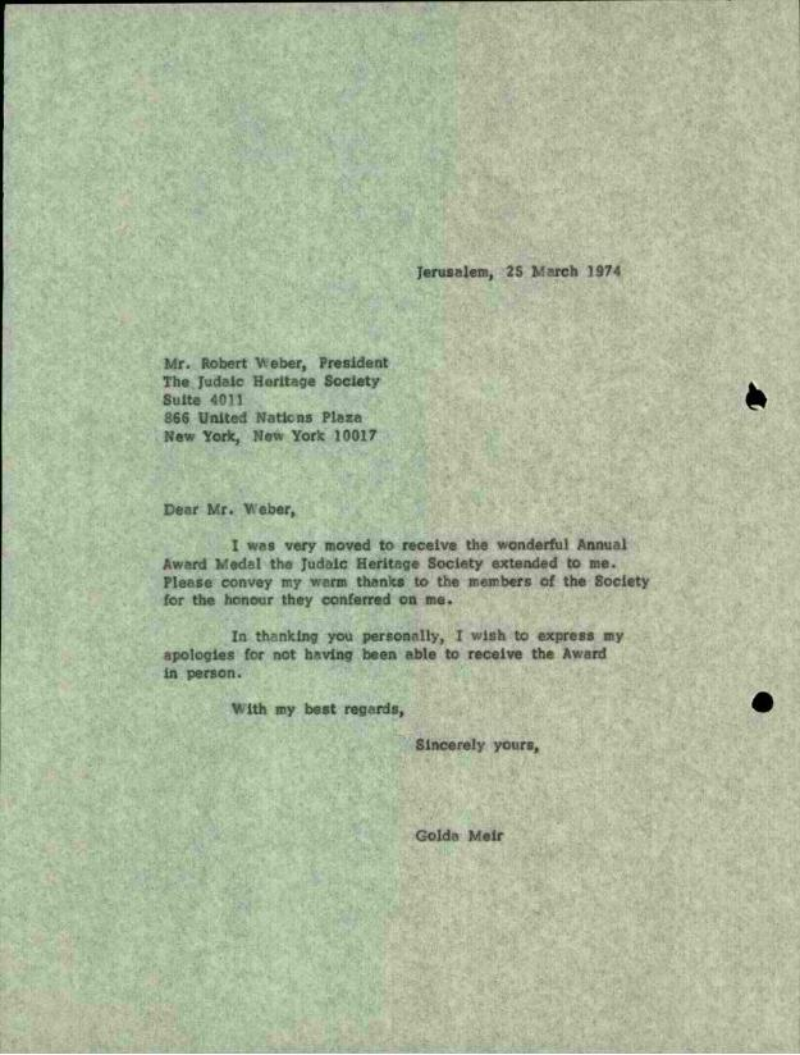 Jerusalem, 25 March 1974
Mr. Robert Weber, President
The Judaic Heritage Society
Suite 4011
866 United Nations Plaza
New York, New York 10017
Dear Mr. Weber,
I was very moved to receive the wonderful Annual
Award Medal the Judaic Heritage Society extended to me.
Please convey my warm thanks to the members of the Society
for the honour they conferred on me.
In thanking you personally, I wish to express my
apologies for not having been able to receive the Award
in person.
With my best regards,
Sincerely yours,
Golda Meir